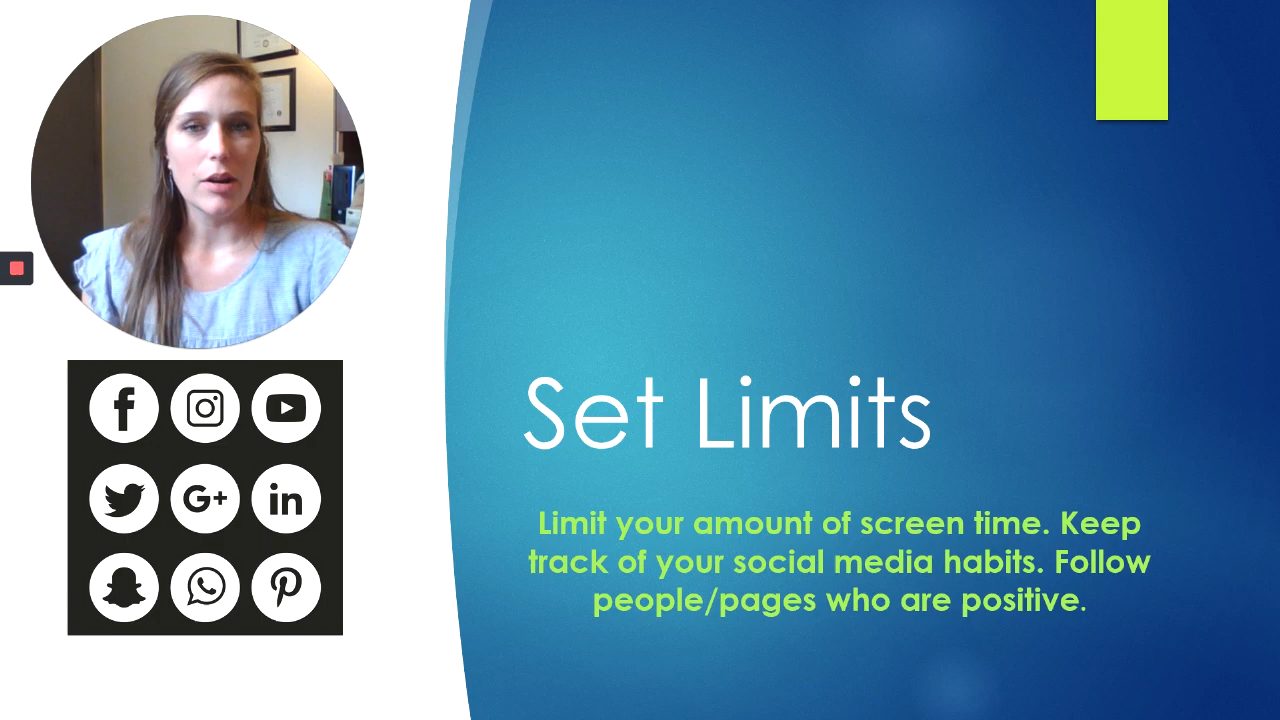 Set Limits
Limit your amount of screen time. Keep
track of your social media habits. Follow
people/pages who are positive.
G+
in